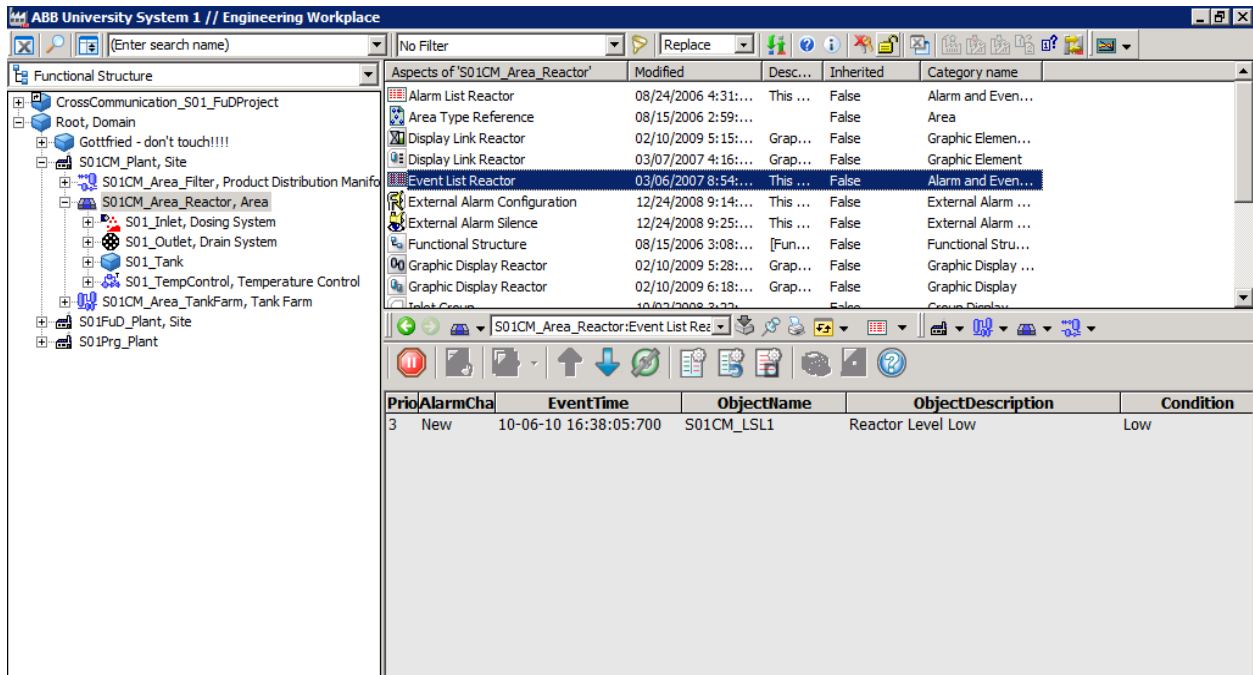 ABB University System 1 // Engineering Workplace
(Enter search name)
No Filter
Replace
Functional Structure
CrossCommunication_S01_FuDProject
Root, Domain
Gottfried - don't touch!!!!
S01CM_Plant, Site
S01CM_Area_Filter, Product Distribution Manifo
S01CM_Area_Reactor, Area
S01_Inlet, Dosing System
S01_Outlet, Drain System
S01_Tank
S01_TempControl, Temperature Control
S01CM_Area_TankFarm, Tank Farm
S01FuD_Plant, Site
S01Prg_Plant
Aspects of 'S01CM_Area_Reactor' Modified Desc... Inherited Category name
Alarm List Reactor 08/24/2006 4:31:... This ... False Alarm and Even...
Area Type Reference 08/15/2006 2:59:... False Area
Display Link Reactor 02/10/2009 5:15:... Grap... False Graphic Elemen...
Display Link Reactor 03/07/2007 4:16:... Grap... False Graphic Element
Event List Reactor 03/06/2007 8:54:... This ... False Alarm and Even...
External Alarm Configuration 12/24/2008 9:14:... This ... False External Alarm ...
External Alarm Silence 12/24/2008 9:25:... This ... False External Alarm ...
Functional Structure 08/15/2006 3:08:... [Fun... False Functional Stru...
Graphic Display Reactor 02/10/2009 5:28:... Grap... False Graphic Display ...
Graphic Display Reactor 02/10/2009 6:18:... Grap... False Graphic Display
Inlet Group 10/02/2008 3:22: False Group Display
S01CM_Area_Reactor:Event List Rea
Prio AlarmCha EventTime ObjectName ObjectDescription Condition
3 New 10-06-10 16:38:05:700 S01CM_LSL1 Reactor Level Low Low